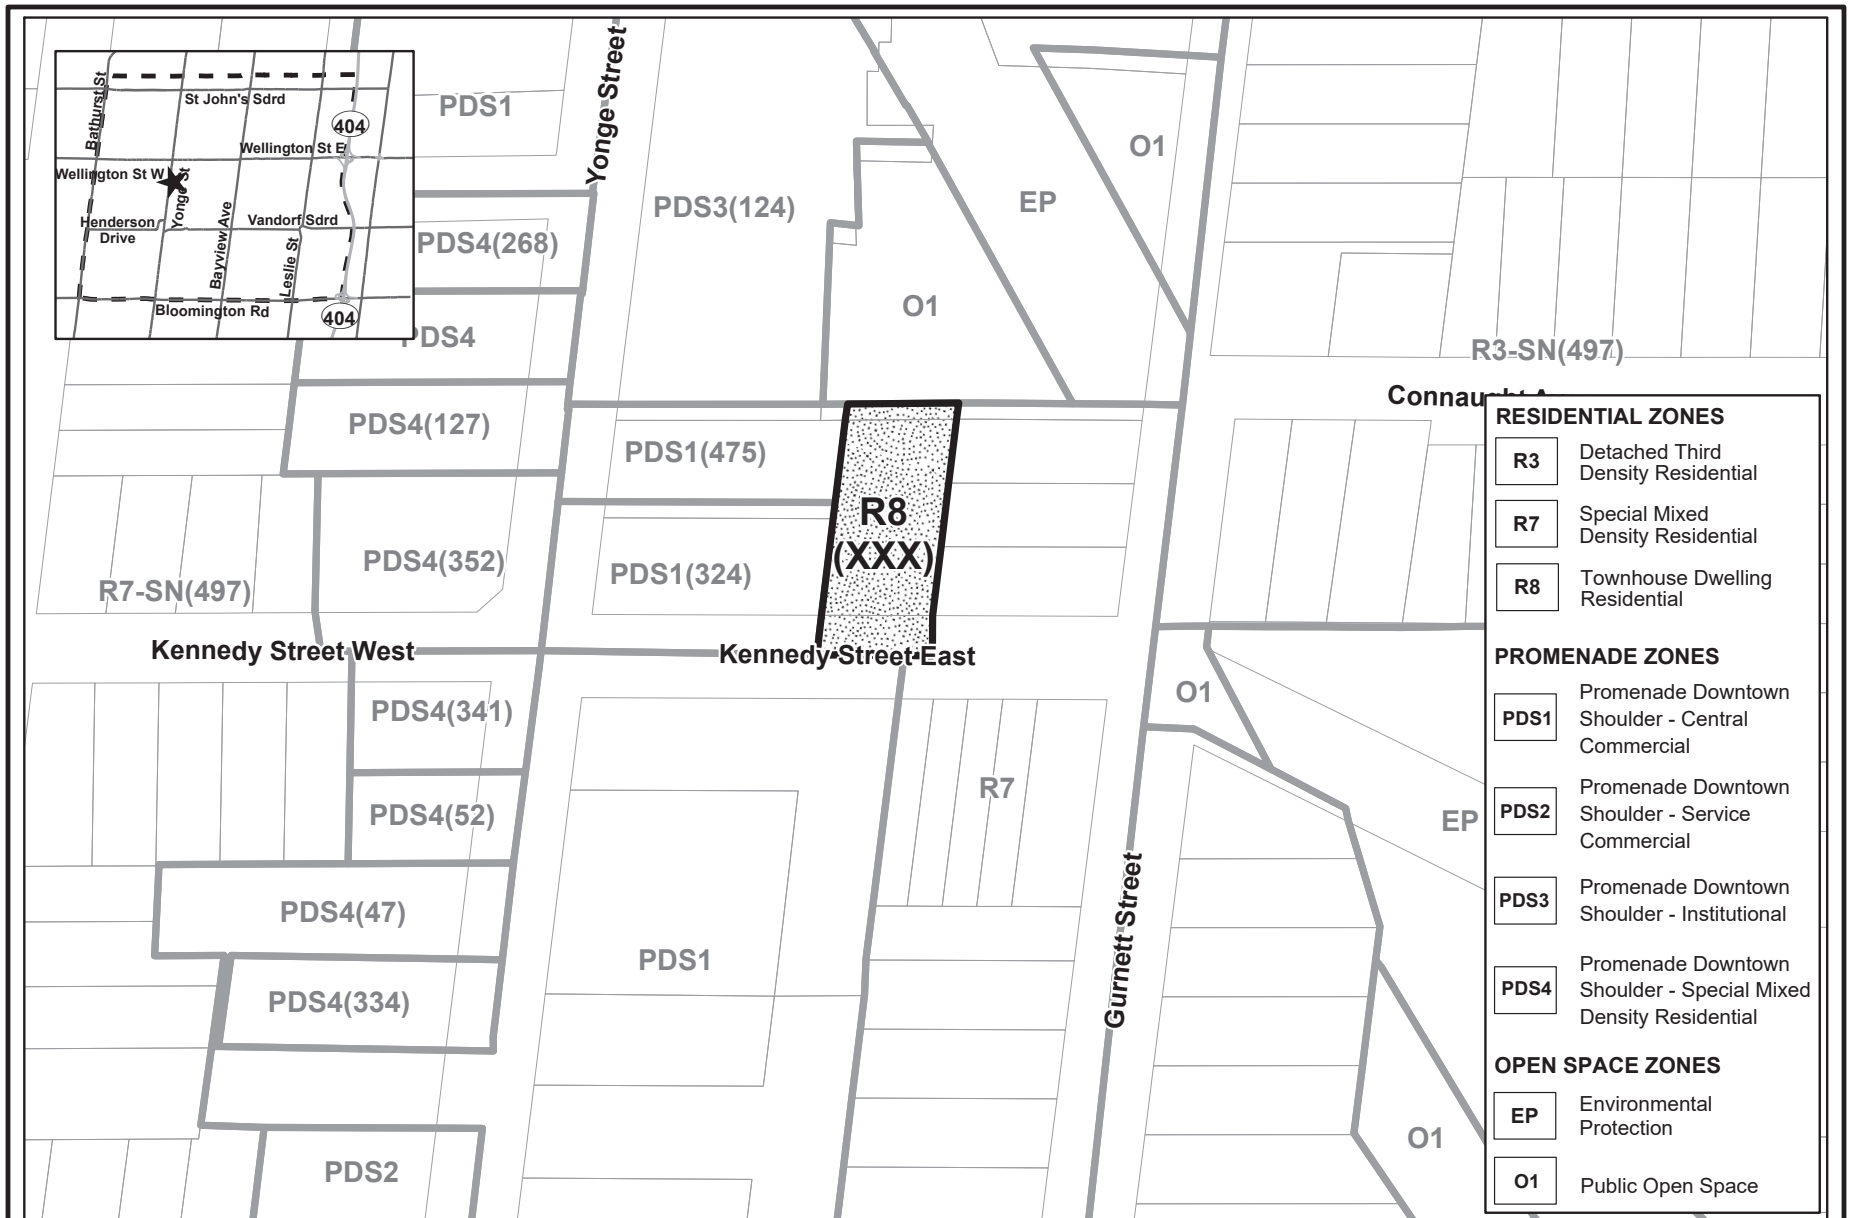 Bathurst St
St John's Sdrd
404
Wellington St E
Wellington St W
Yonge St
Henderson
Drive
Vandorf Sdrd
Bayview Ave
Leslie St
Bloomington Rd
404
PDS1
Yonge Street
O1
PDS3(124)
EP
PDS4(268)
O1
PDS4
R3-SN(497)
PDS4(127)
PDS1(475)
R8
(XXX)
PDS4(352)
PDS1(324)
R7-SN(497)
Kennedy Street West
Kennedy Street East
O1
PDS4(341)
R7
PDS4(52)
EP
PDS4(47)
Gurnett Street
PDS1
PDS4(334)
O1
PDS2
RESIDENTIAL ZONES
R3
Detached Third
Density Residential
R7
Special Mixed
Density Residential
R8
Townhouse Dwelling
Residential
PROMENADE ZONES
PDS1
Promenade Downtown
Shoulder - Central
Commercial
PDS2
Promenade Downtown
Shoulder - Service
Commercial
PDS3
Promenade Downtown
Shoulder - Institutional
PDS4
Promenade Downtown
Shoulder - Special Mixed
Density Residential
OPEN SPACE ZONES
EP
Environmental
Protection
O1
Public Open Space